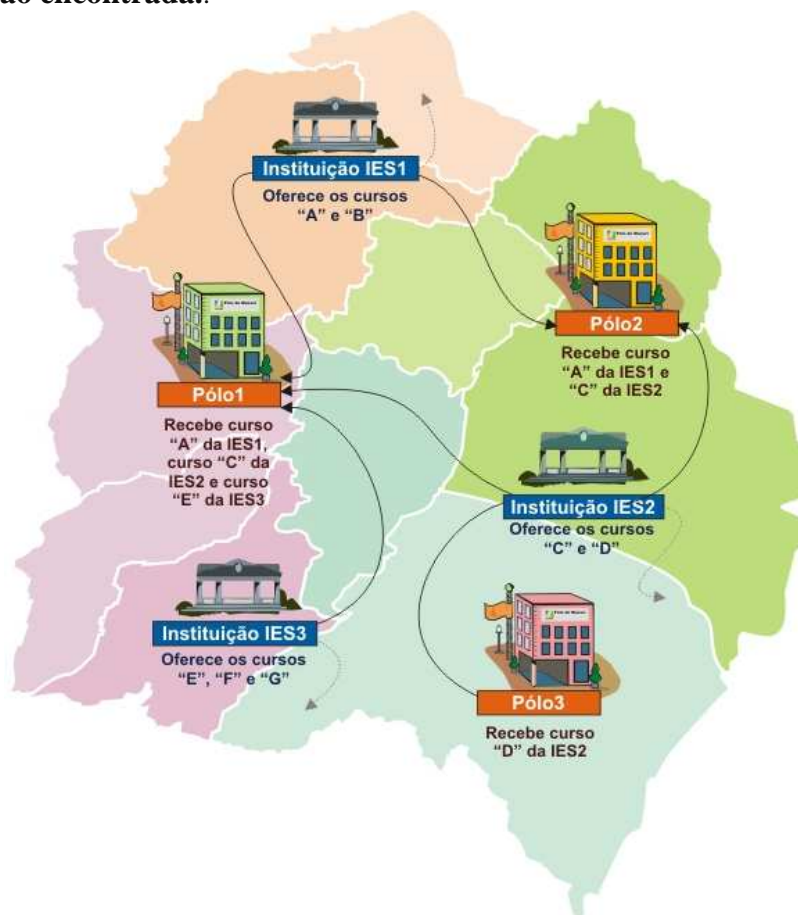 ão encontrada!.
Instituição IES1
Oferece os cursos
“A” e “B”
Pólo2
Recebe curso
“A” da IES1 e
“C” da IES2
Pólo1
Recebe curso
“A” da IES1,
curso “C” da
IES2 e curso
“E” da IES3
Instituição IES2
Oferece os cursos
“C” e “D”
Instituição IES3
Oferece os cursos
“E”, “F” e “G”
Pólo3
Recebe curso
“D” da IES2